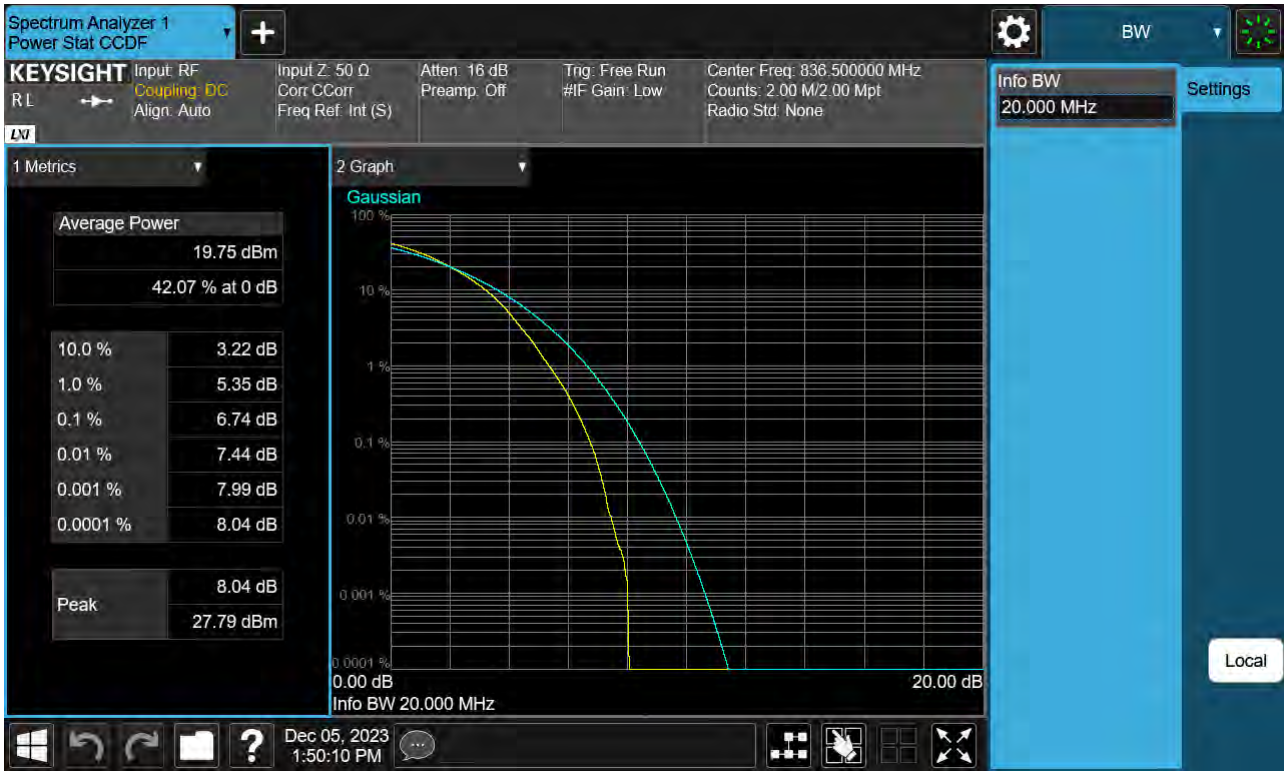 Spectrum Analyzer 1
Power Stat CCDF
BW
KEYSIGHT
RL
LXI
Input: RF
Coupling: DC
Align: Auto
Input Z: 50 Ω
Corr CCorr
Freq Ref: Int (S)
Atten: 16 dB
Preamp: Off
Trig: Free Run
#IF Gain: Low
Center Freq: 836.500000 MHz
Counts: 2.00 M/2.00 Mpt
Radio Std: None
Info BW
20.000 MHz
Settings
1 Metrics
Average Power
19.75 dBm
42.07 % at 0 dB
10.0 % 3.22 dB
1.0 % 5.35 dB
0.1 % 6.74 dB
0.01 % 7.44 dB
0.001 % 7.99 dB
0.0001 % 8.04 dB
Peak
8.04 dB
27.79 dBm
2 Graph
Gaussian
100 %
10 %
1 %
0.1 %
0.01 %
0.001 %
0.0001 %
0.00 dB 20.00 dB
Info BW 20.000 MHz
Local
?
Dec 05, 2023
1:50:10 PM